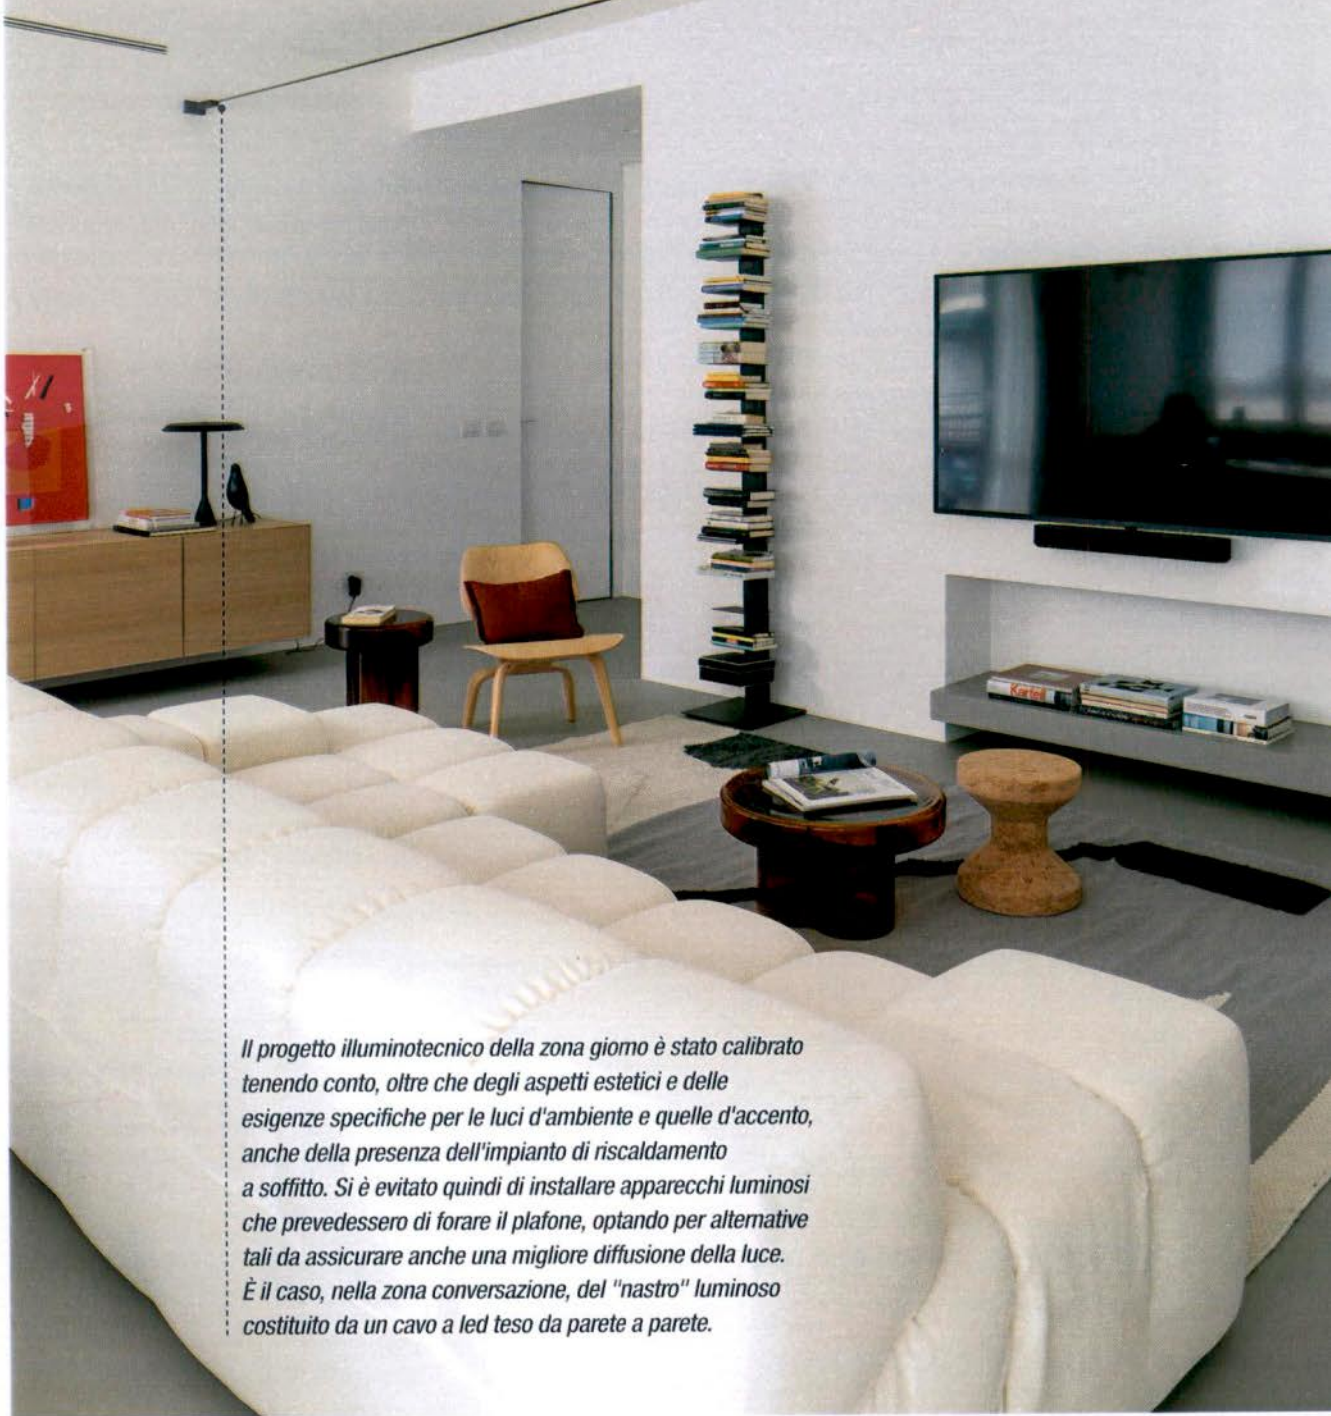 Kartell
Il progetto illuminotecnico della zona giorno è stato calibrato
tenendo conto, oltre che degli aspetti estetici e delle
esigenze specifiche per le luci d'ambiente e quelle d'accento,
anche della presenza dell'impianto di riscaldamento
a soffitto. Si è evitato quindi di installare apparecchi luminosi
che prevedessero di forare il plafone, optando per alternative
tali da assicurare anche una migliore diffusione della luce.
È il caso, nella zona conversazione, del "nastro" luminoso
costituito da un cavo a led teso da parete a parete.